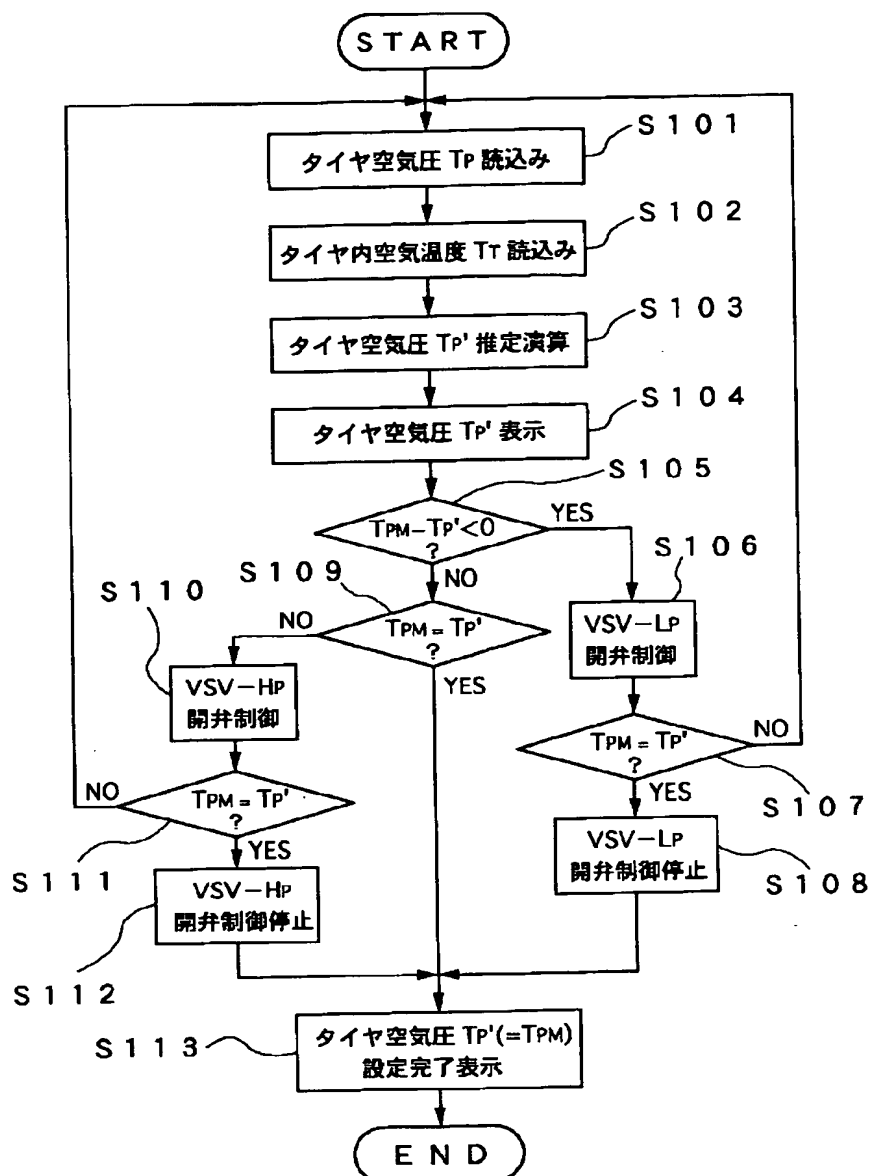 START
S101
タイヤ空気圧 TP 読込み
S102
タイヤ内空気温度 TT 読込み
S103
タイヤ空気圧 TP' 推定演算
S104
タイヤ空気圧 TP' 表示
S105
TPM−TP'<0
?
YES
NO
S106
VSV−LP
開弁制御
S109
TPM = TP'
?
NO
YES
S110
VSV−HP
開弁制御
TPM = TP'
?
NO
YES
S107
TPM = TP'
?
NO
YES
S111
VSV−LP
開弁制御停止
S108
VSV−HP
開弁制御停止
S112
S113
タイヤ空気圧 TP'(=TPM)
設定完了表示
END